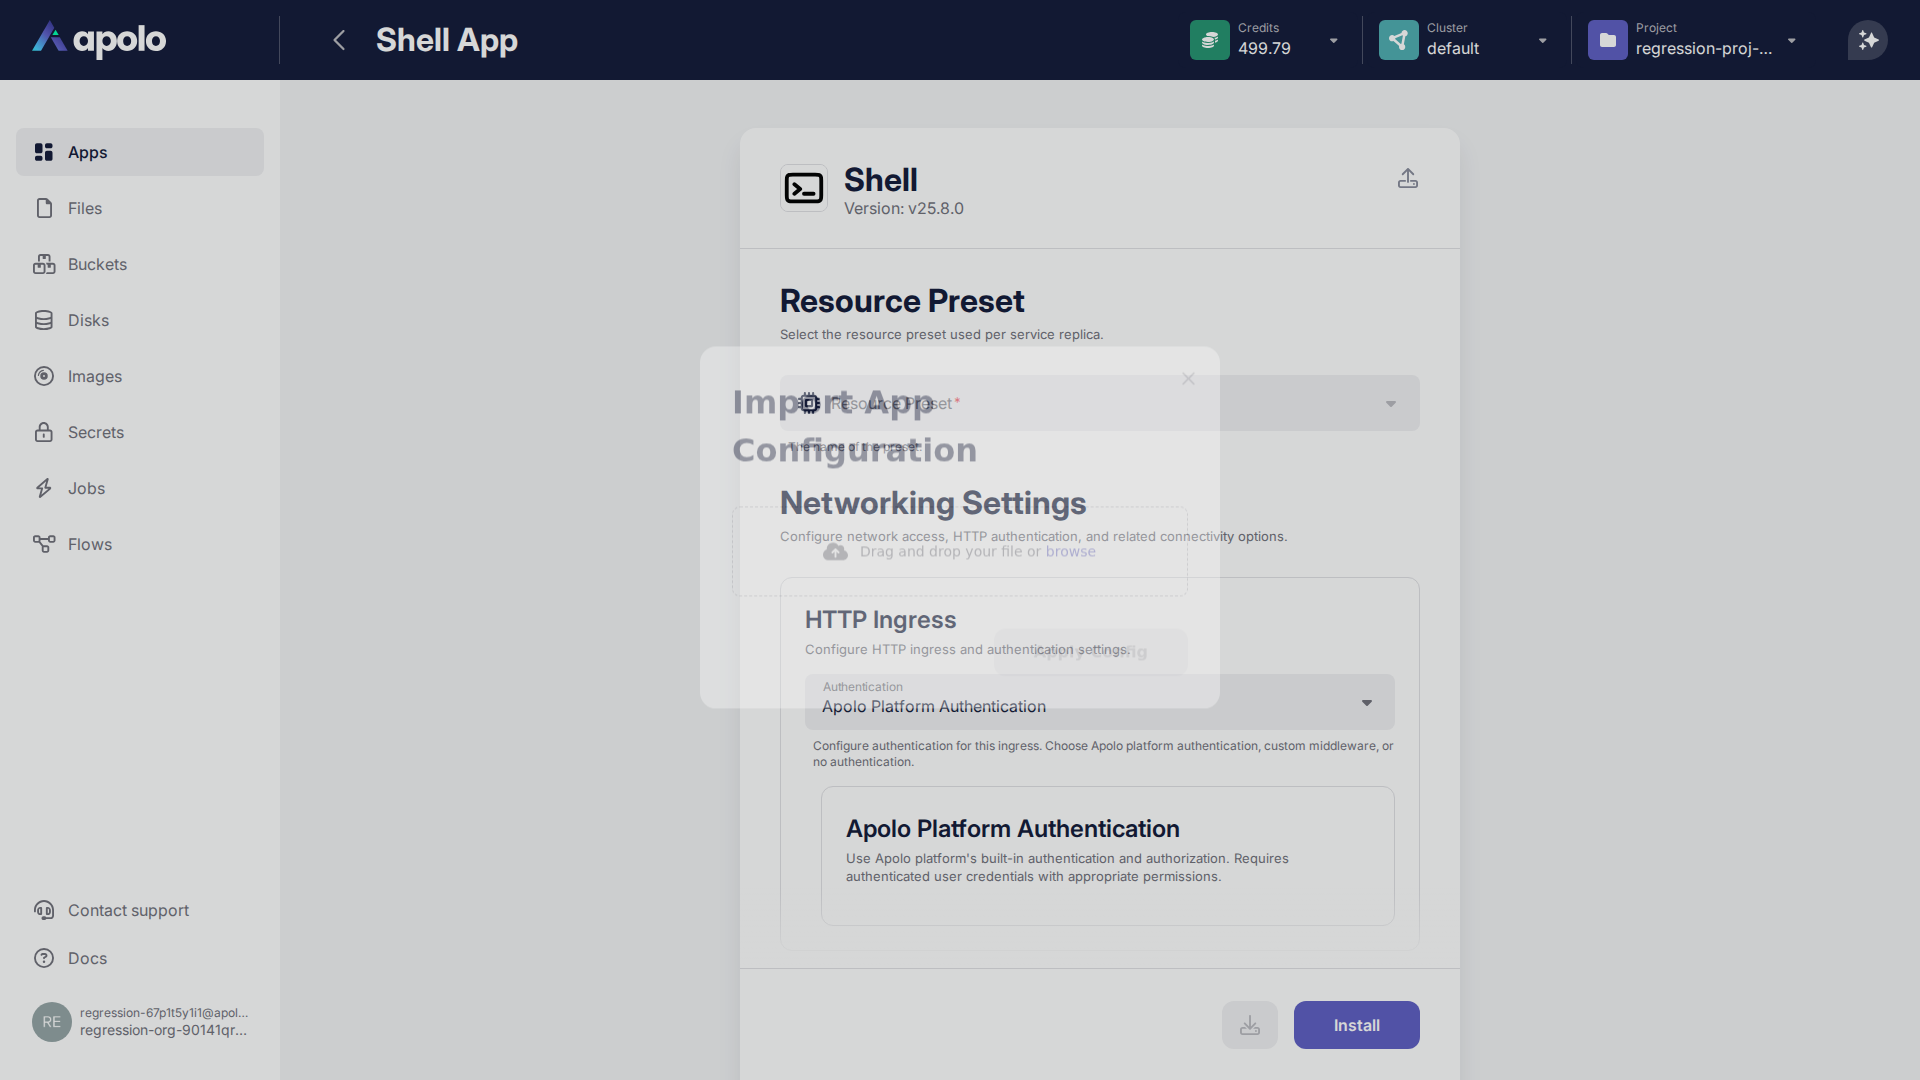 apolo
Shell App
Credits
499.79
Cluster
default
Project
regression-proj-...
Apps
Files
Buckets
Disks
Images
Secrets
Jobs
Flows
Contact support
Docs
RE
regression-67p1t5y1i1@apol...
regression-org-90141qr...
Shell
Version: v25.8.0
Resource Preset
Select the resource preset used per service replica.
Resource Preset*
The name of the preset.
Import App
Configuration
Networking Settings
Configure network access, HTTP authentication, and related connectivity options.
Drag and drop your file or browse
HTTP Ingress
Configure HTTP ingress and authentication settings.
Apply Config
Authentication
Apolo Platform Authentication
Configure authentication for this ingress. Choose Apolo platform authentication, custom middleware, or
no authentication.
Apolo Platform Authentication
Use Apolo platform's built-in authentication and authorization. Requires
authenticated user credentials with appropriate permissions.
Install